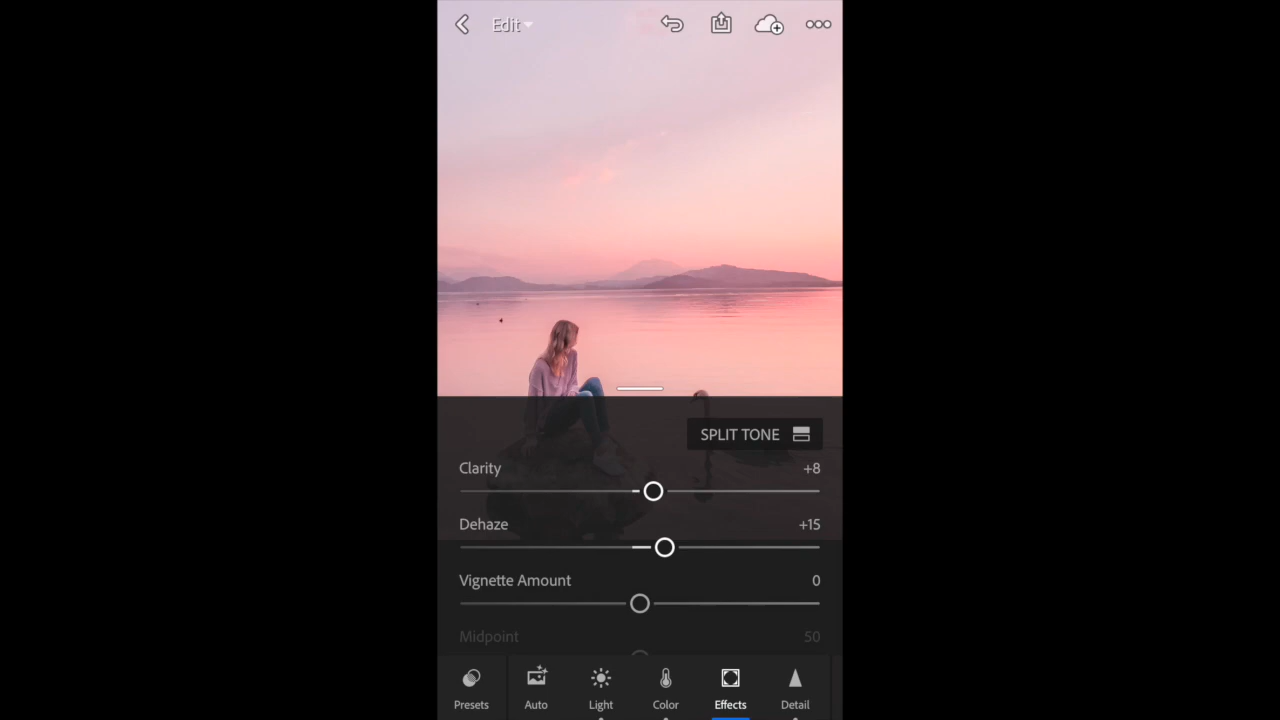 Edit
SPLIT TONE
Clarity +8
Dehaze +15
Vignette Amount 0
Midpoint 50
Presets Auto Light Color Effects Detail